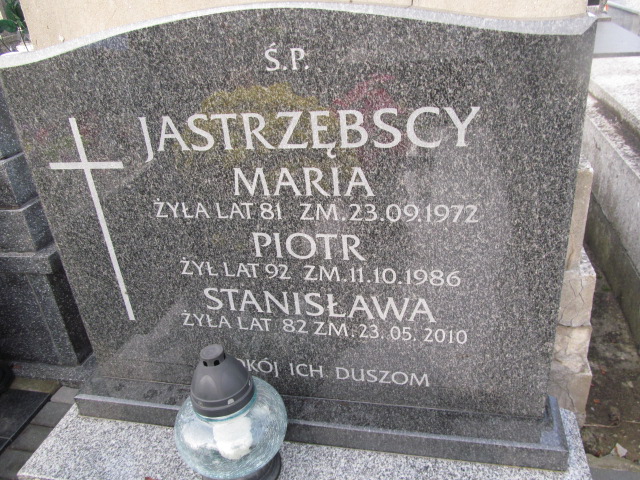 Ś.P.
JASTRZĘBSCY
MARIA
ŻYŁA LAT 81 ZM.23.09.1972
PIOTR
ŻYŁ LAT 92 ZM.11.10.1986
STANISŁAWA
ŻYŁA LAT 82 ZM.23.05.2010
ICH DUSZOM